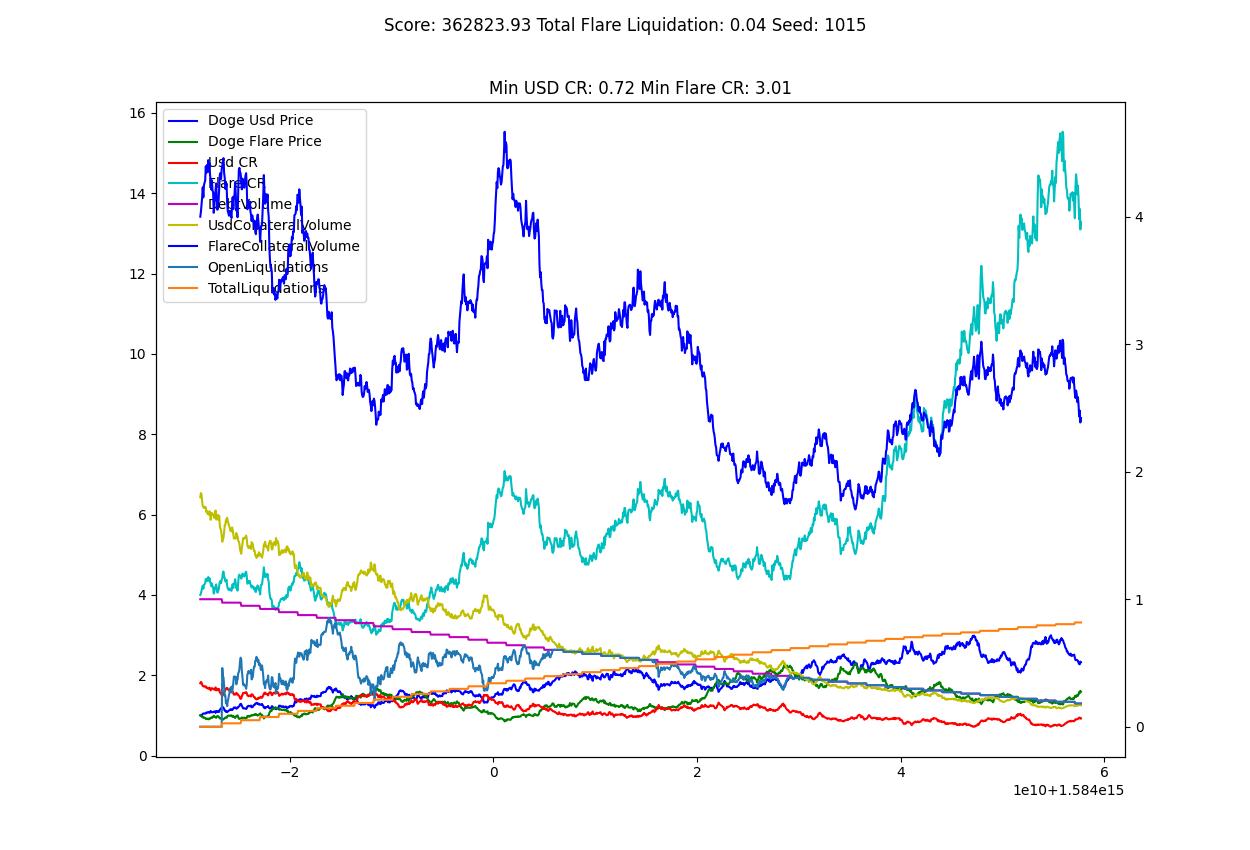 Score: 362823.93 Total Flare Liquidation: 0.04 Seed: 1015
Min USD CR: 0.72 Min Flare CR: 3.01
Doge Usd Price
Doge Flare Price
Usd CR
Flare CR
DebtVolume
UsdCollateralVolume
FlareCollateralVolume
OpenLiquidations
TotalLiquidations
16
14
12
10
8
6
4
2
0
4
3
2
1
0
−2 0 2 4 6
1e10+1.584e15